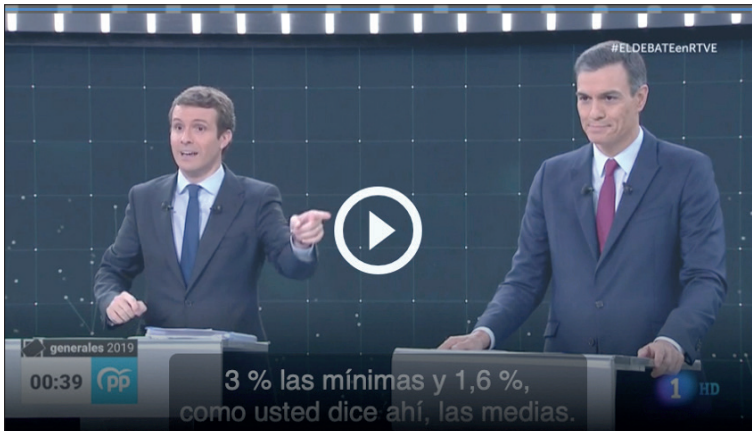 #ELDEBATEenRTVE
generales 2019
00:39
PP
3 % las mínimas y 1,6 %,
como usted dice ahí, las medias.
1 HD